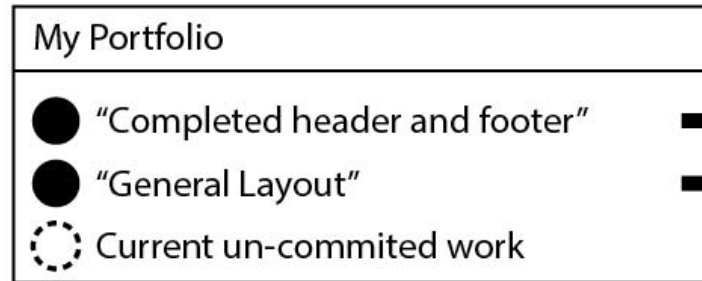 My Portfolio
“Completed header and footer”
“General Layout”
Current un-commited work